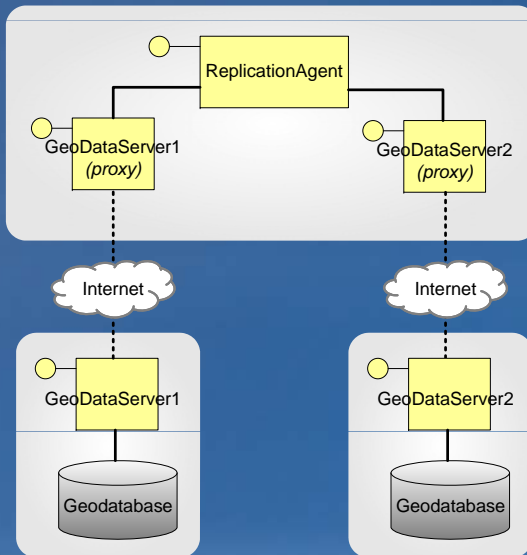 ReplicationAgent
GeoDataServer1
(proxy)
GeoDataServer2
(proxy)
Internet
Internet
GeoDataServer1
GeoDataServer2
Geodatabase
Geodatabase